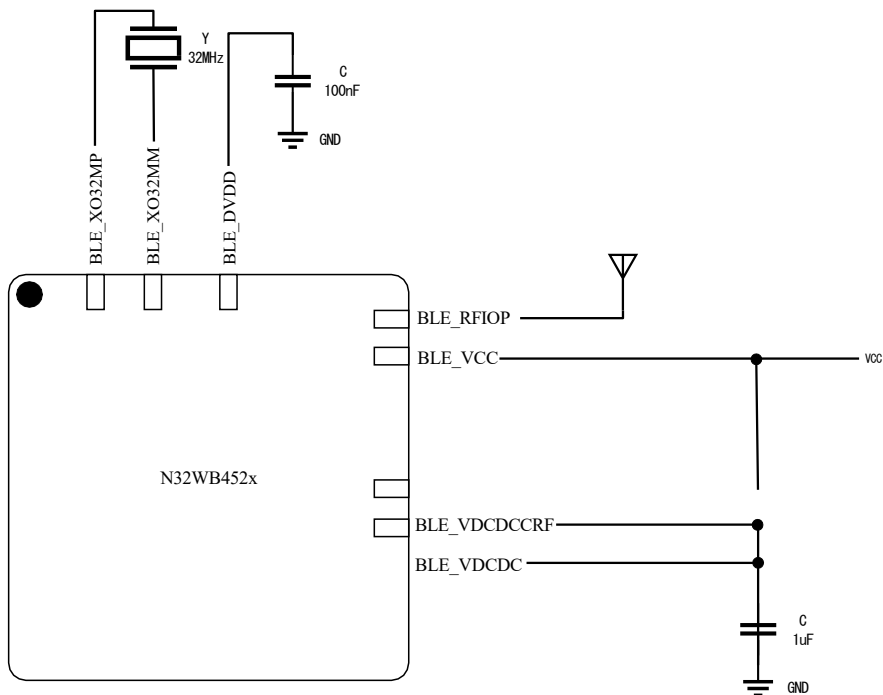 Y
32MHz
C
100nF
GND
BLE_XO32MP
BLE_XO32MM
BLE_DVDD
BLE_RFIOP
BLE_VCC
VCC
N32WB452x
BLE_VDCDCCRF
BLE_VDCDC
C
1uF
GND